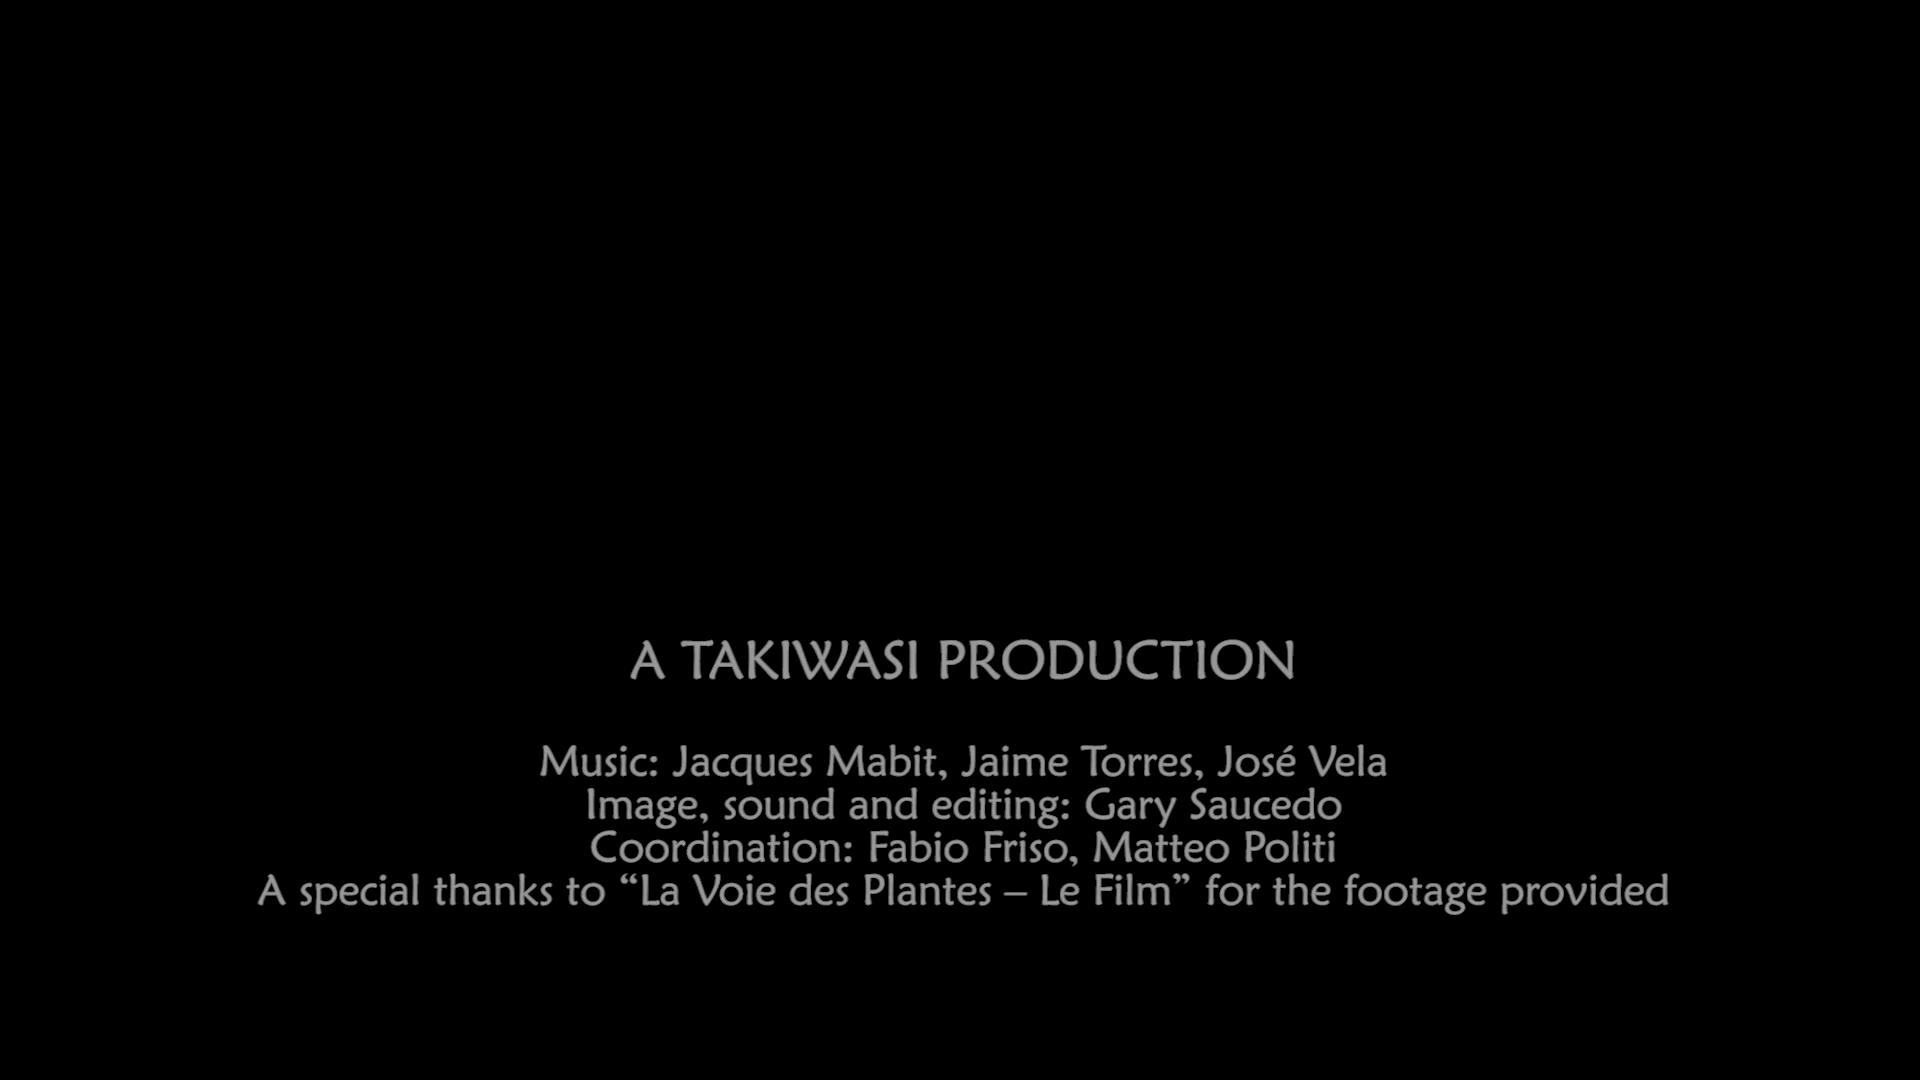 A TAKIWASI PRODUCTION
Music: Jacques Mabit, Jaime Torres, José Vela
Image, sound and editing: Gary Saucedo
Coordination: Fabio Friso, Matteo Politi
A special thanks to “La Voie des Plantes – Le Film” for the footage provided